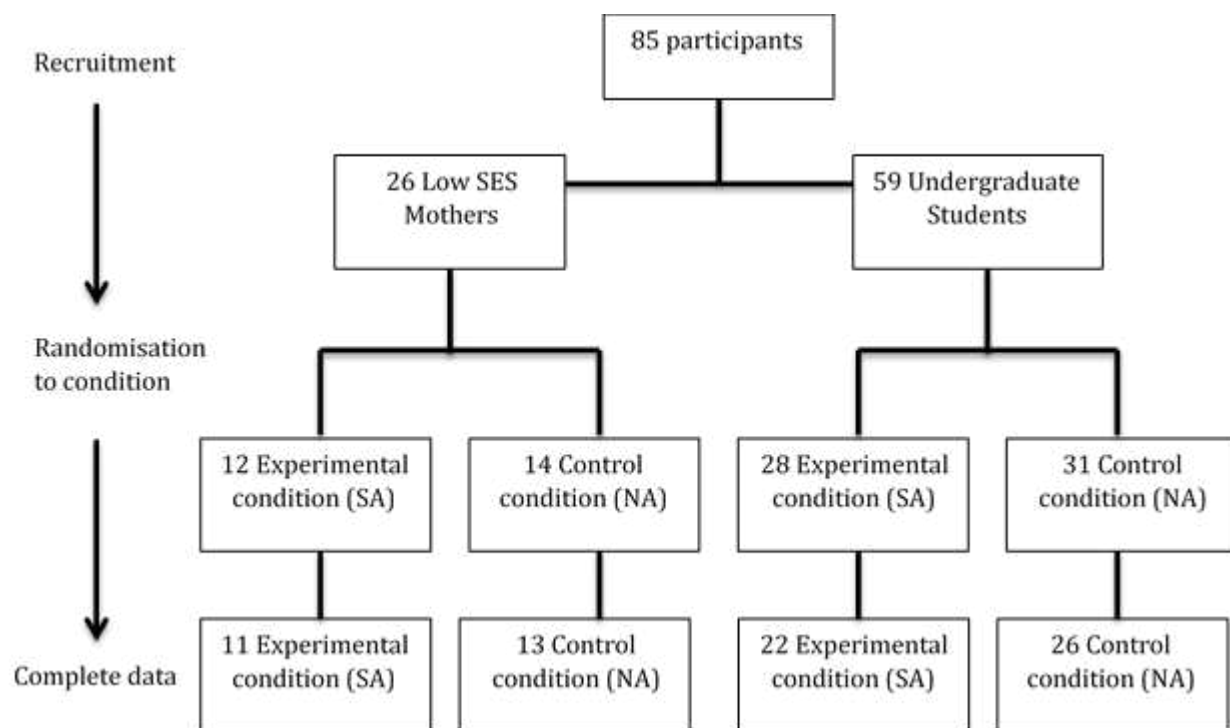 85 participants
Recruitment
26 Low SES
Mothers
59 Undergraduate
Students
Randomisation
to condition
12 Experimental
condition (SA)
14 Control
condition (NA)
28 Experimental
condition (SA)
31 Control
condition (NA)
Complete data
11 Experimental
condition (SA)
13 Control
condition (NA)
22 Experimental
condition (SA)
26 Control
condition (NA)